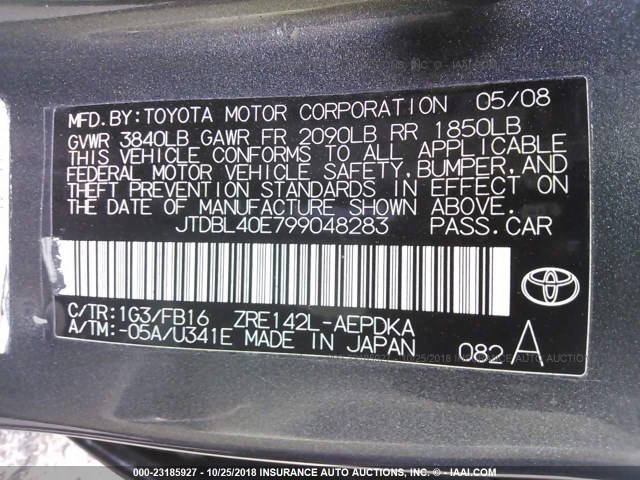 MFD.BY: TOYOTA MOTOR CORPORATION 05/08
GVWR 3840LB GAWR FR 2090LB RR 1850LB
THIS VEHICLE CONFORMS TO ALL APPLICABLE
FEDERAL MOTOR VEHICLE SAFETY, BUMPER, AND
THEFT PREVENTION STANDARDS IN EFFECT ON
THE DATE OF MANUFACTURE SHOWN ABOVE.
JTDBL40E799048283 PASS.CAR
TOYOTA
C/TR:1G3/FB16 ZRE142L-AEPDKA
A/TM:-05A/U341E MADE IN JAPAN 082 A
000-23185927 - 10/25/2018 - INSURANCE AUTO AUCTIONS - IAAI.COM